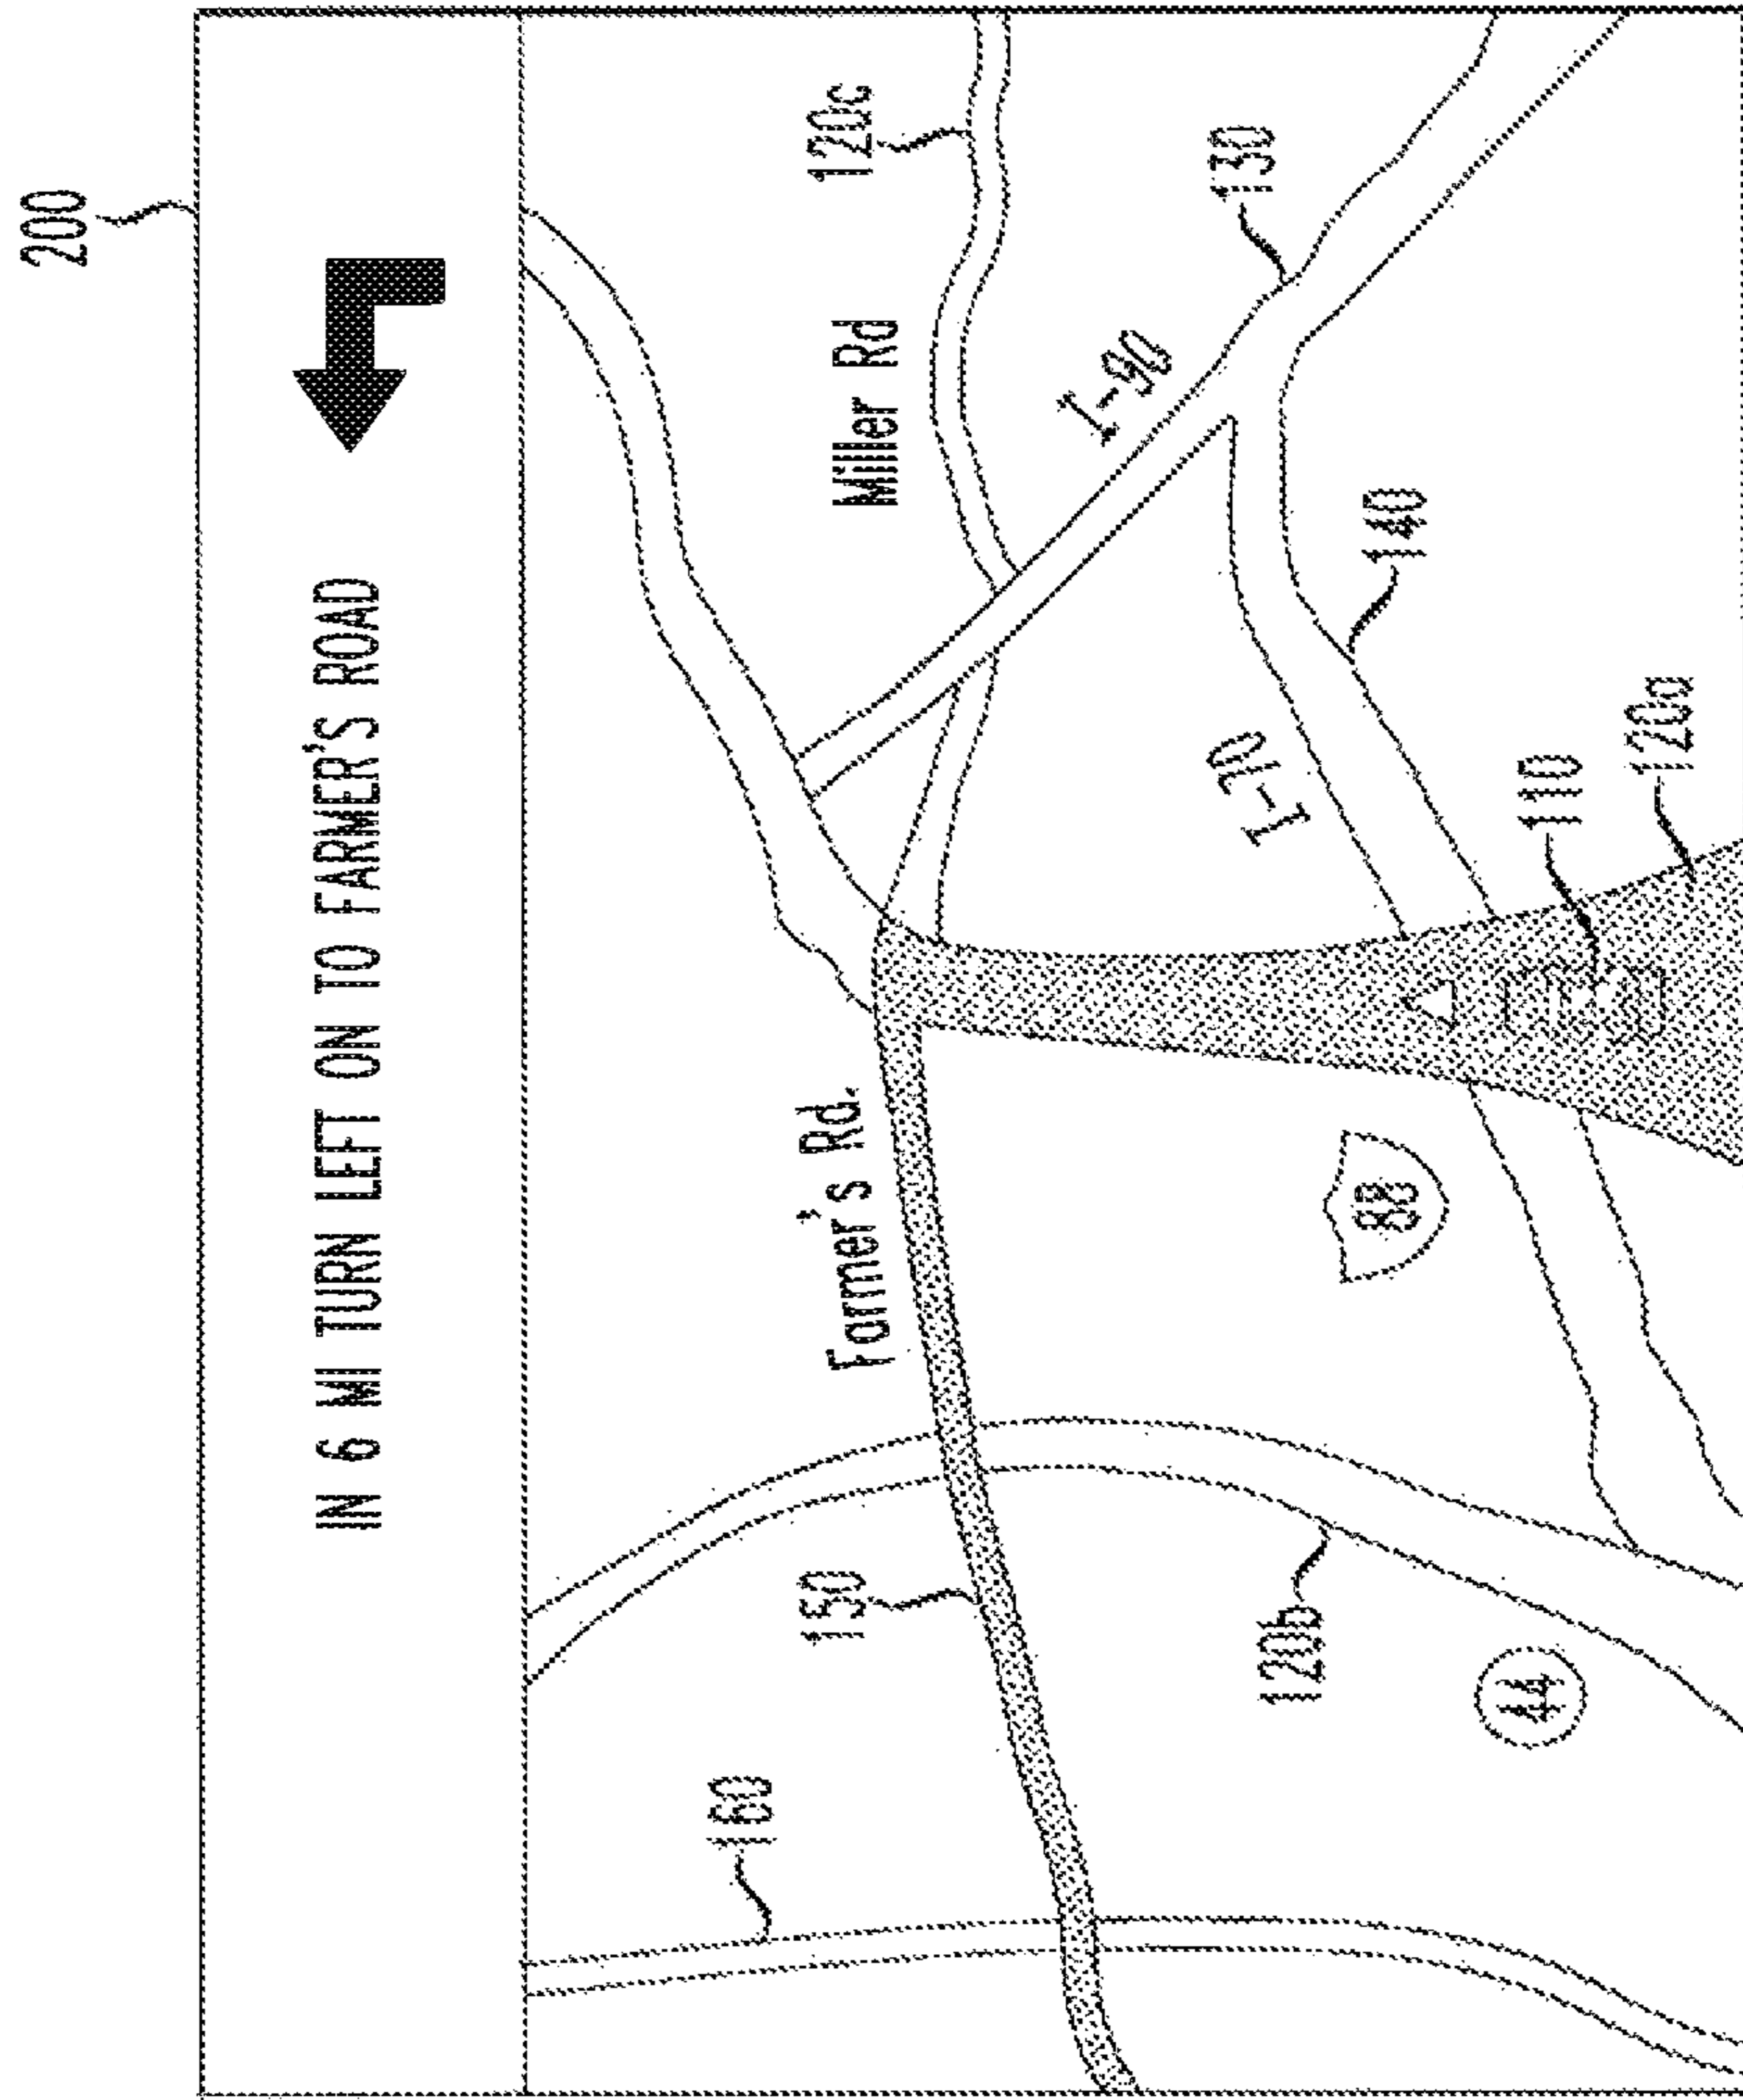 200
IN 6 MI TURN LEFT ON TO FARMER'S ROAD
160
150
Farmer's Rd.
Miller Rd
120c
I-90
130
120b
88
I-70
140
44
110
120a